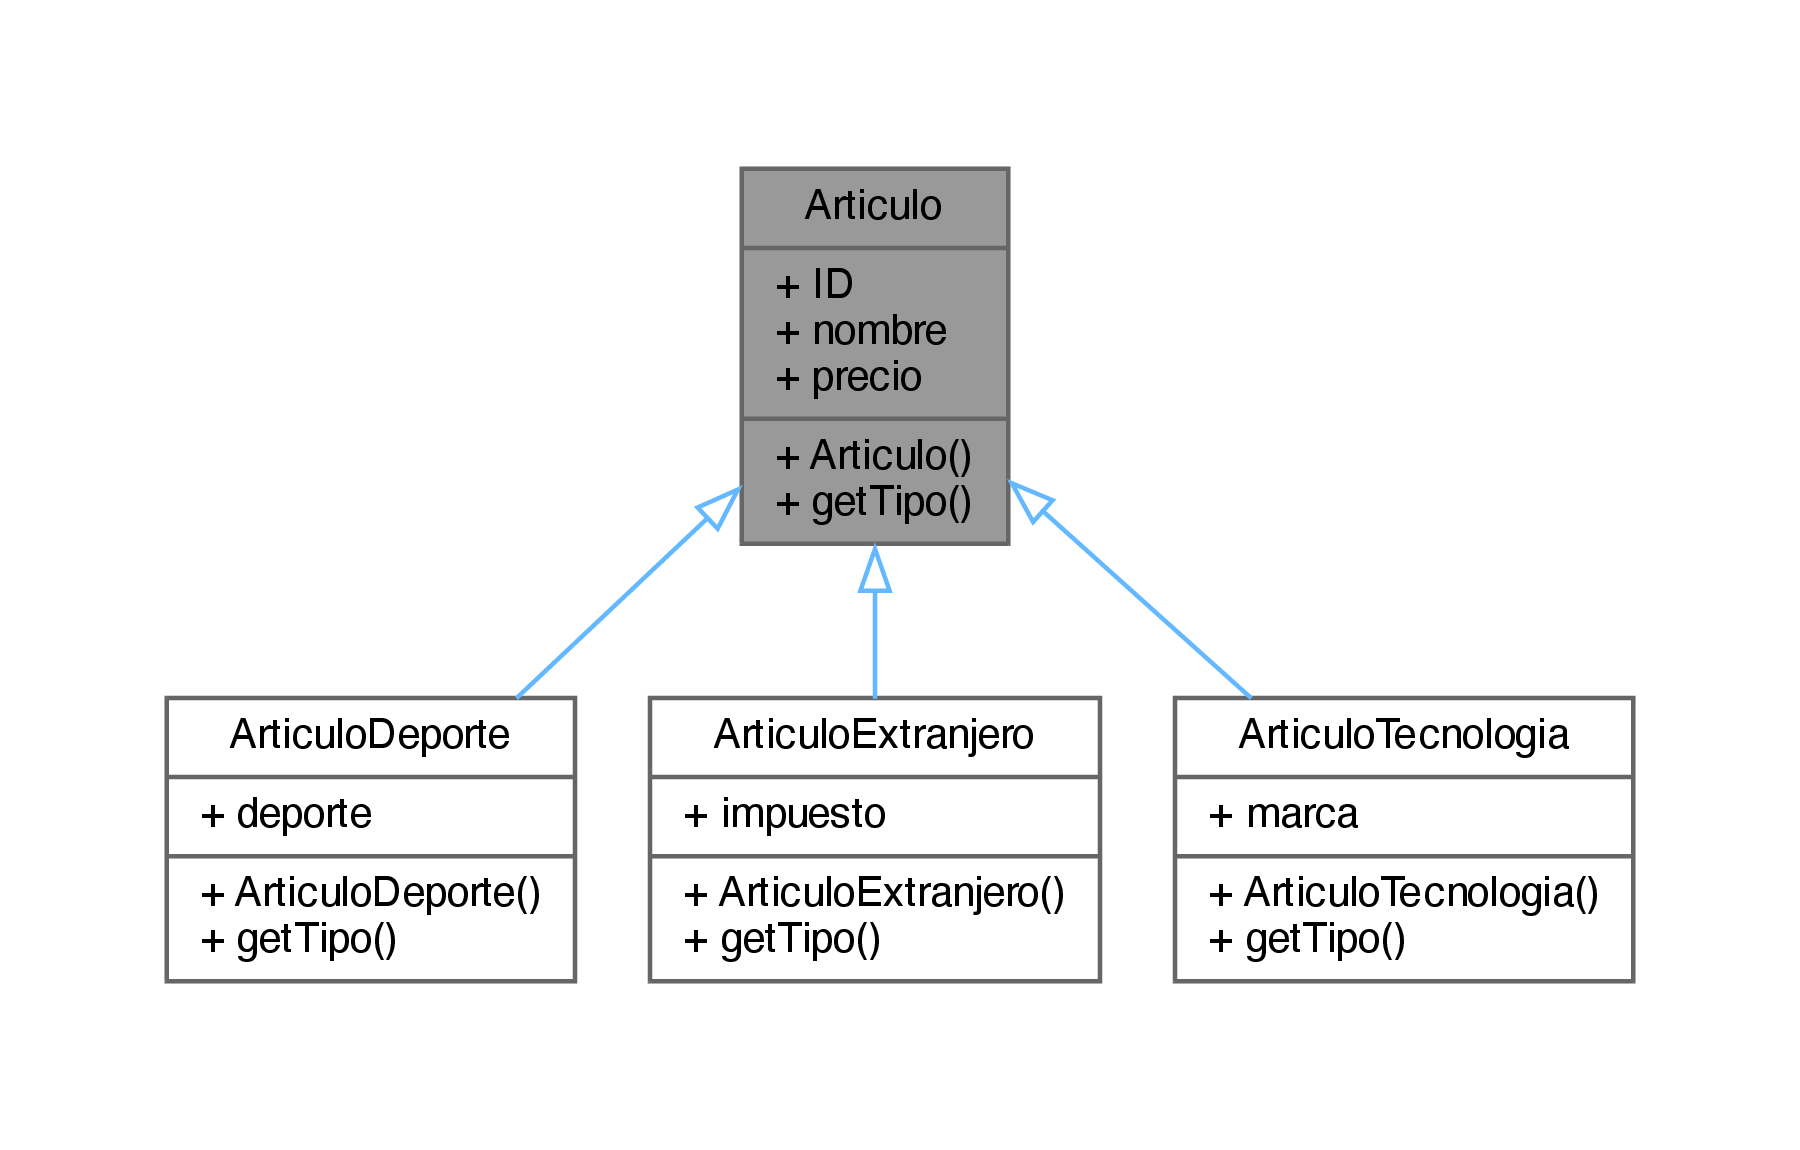 Articulo
+ ID
+ nombre
+ precio
+ Articulo()
+ getTipo()
ArticuloDeporte
+ deporte
+ ArticuloDeporte()
+ getTipo()
ArticuloExtranjero
+ impuesto
+ ArticuloExtranjero()
+ getTipo()
ArticuloTecnologia
+ marca
+ ArticuloTecnologia()
+ getTipo()